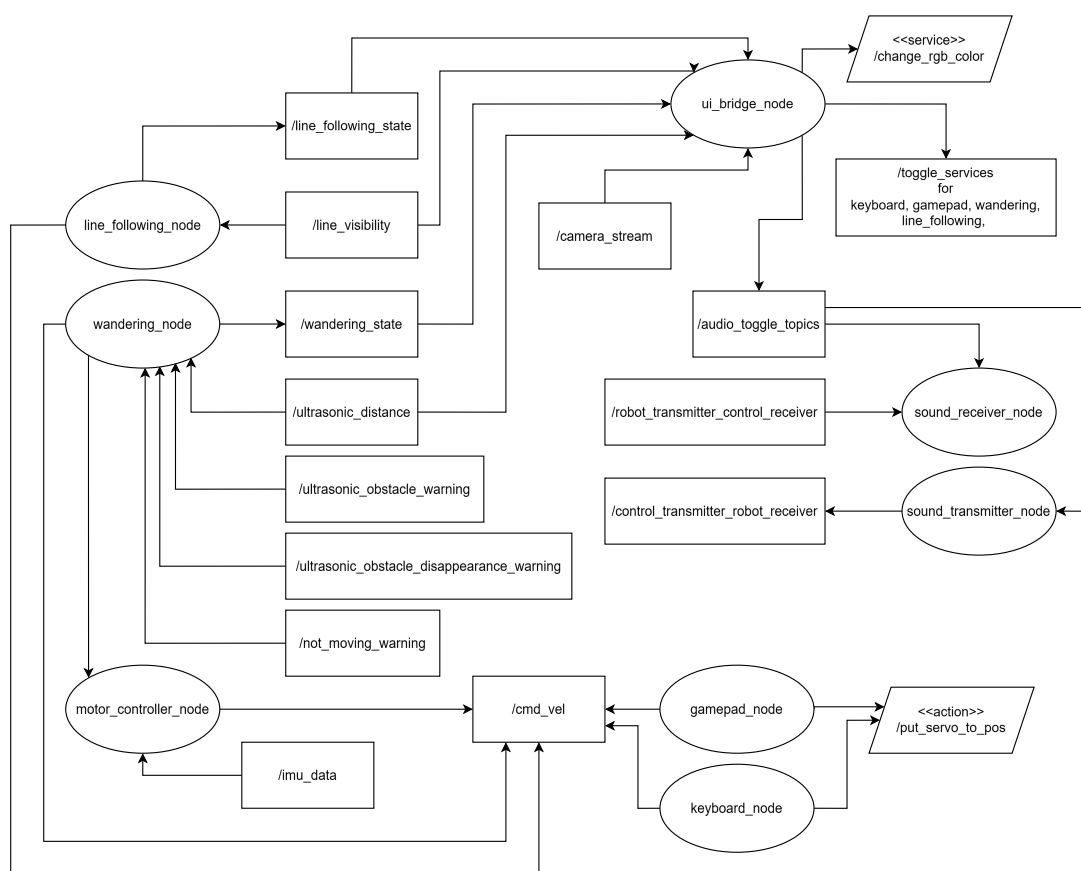 <<service>>
/change_rgb_color
ui_bridge_node
/line_following_state
/toggle_services
for
keyboard, gamepad, wandering,
line_following,
line_following_node
/line_visibility
/camera_stream
wandering_node
/wandering_state
/audio_toggle_topics
/ultrasonic_distance
/robot_transmitter_control_receiver
sound_receiver_node
/ultrasonic_obstacle_warning
/control_transmitter_robot_receiver
sound_transmitter_node
/ultrasonic_obstacle_disappearance_warning
/not_moving_warning
motor_controller_node
/cmd_vel
gamepad_node
<<action>>
/put_servo_to_pos
/imu_data
keyboard_node